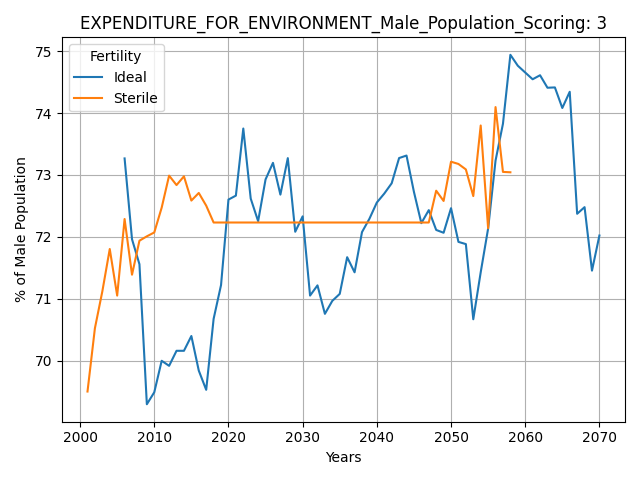 EXPENDITURE_FOR_ENVIRONMENT_Male_Population_Scoring: 3
Fertility
Ideal
Sterile
% of Male Population
75
74
73
72
71
70
2000 2010 2020 2030 2040 2050 2060 2070
Years